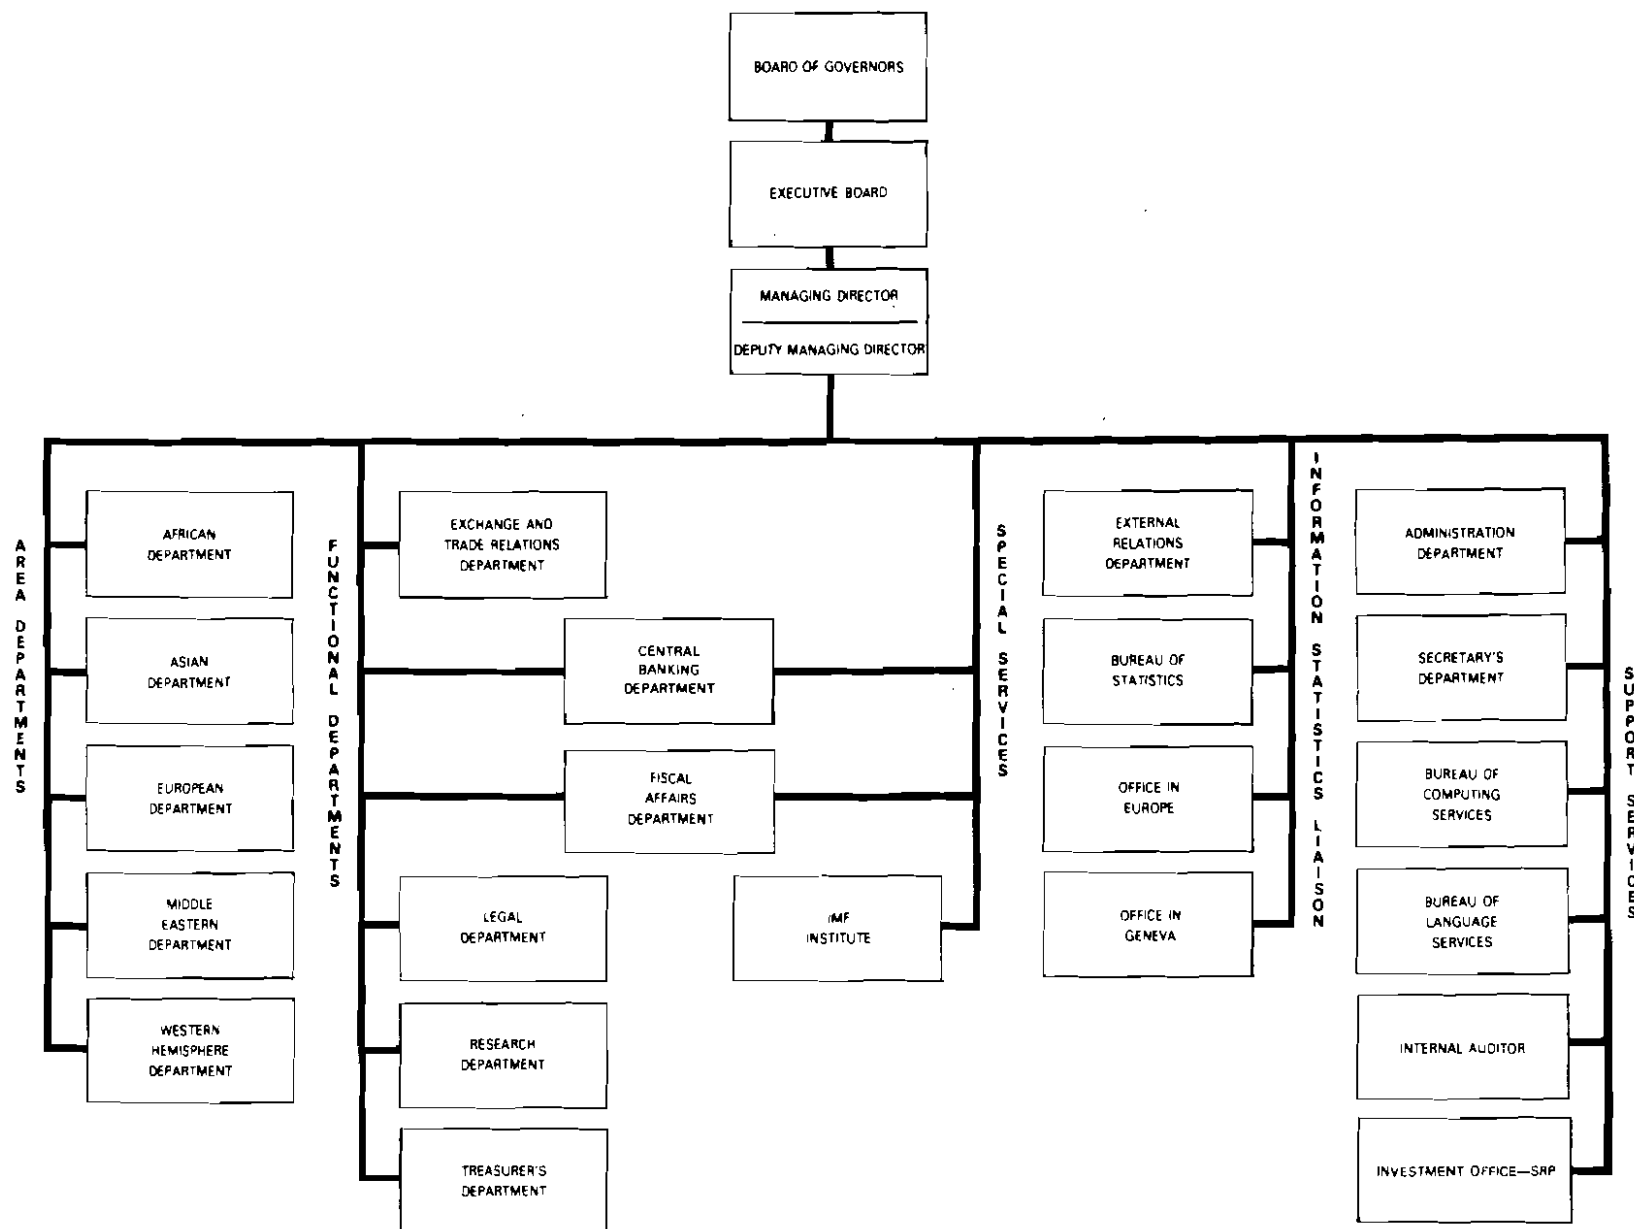 BOARD OF GOVERNORS
EXECUTIVE BOARD
MANAGING DIRECTOR
DEPUTY MANAGING DIRECTOR
AREA DEPARTMENTS
AFRICAN
DEPARTMENT
ASIAN
DEPARTMENT
EUROPEAN
DEPARTMENT
MIDDLE
EASTERN
DEPARTMENT
WESTERN
HEMISPHERE
DEPARTMENT
FUNCTIONAL DEPARTMENTS
EXCHANGE AND
TRADE RELATIONS
DEPARTMENT
CENTRAL
BANKING
DEPARTMENT
FISCAL
AFFAIRS
DEPARTMENT
LEGAL
DEPARTMENT
RESEARCH
DEPARTMENT
TREASURER'S
DEPARTMENT
IMF
INSTITUTE
SPECIAL SERVICES
EXTERNAL
RELATIONS
DEPARTMENT
BUREAU OF
STATISTICS
OFFICE IN
EUROPE
OFFICE IN
GENEVA
INFORMATION STATISTICS LIAISON
ADMINISTRATION
DEPARTMENT
SECRETARY'S
DEPARTMENT
BUREAU OF
COMPUTING
SERVICES
BUREAU OF
LANGUAGE
SERVICES
INTERNAL AUDITOR
INVESTMENT OFFICE—SRP
SUPPORT SERVICES